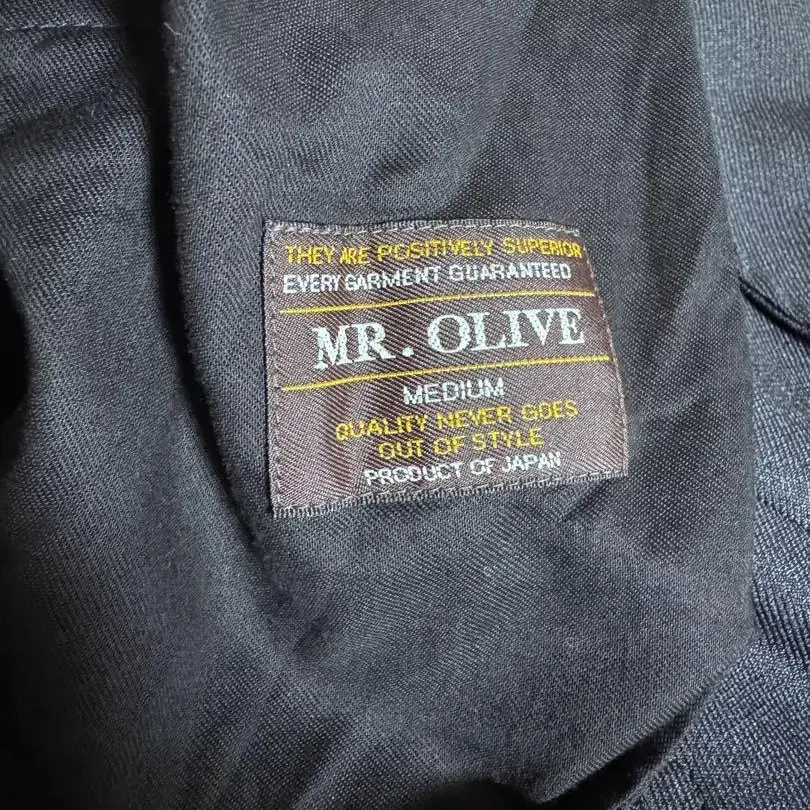 THEY ARE POSITIVELY SUPERIOR
EVERY GARMENT GUARANTEED
MR. OLIVE
MEDIUM
QUALITY NEVER GOES
OUT OF STYLE
PRODUCT OF JAPAN